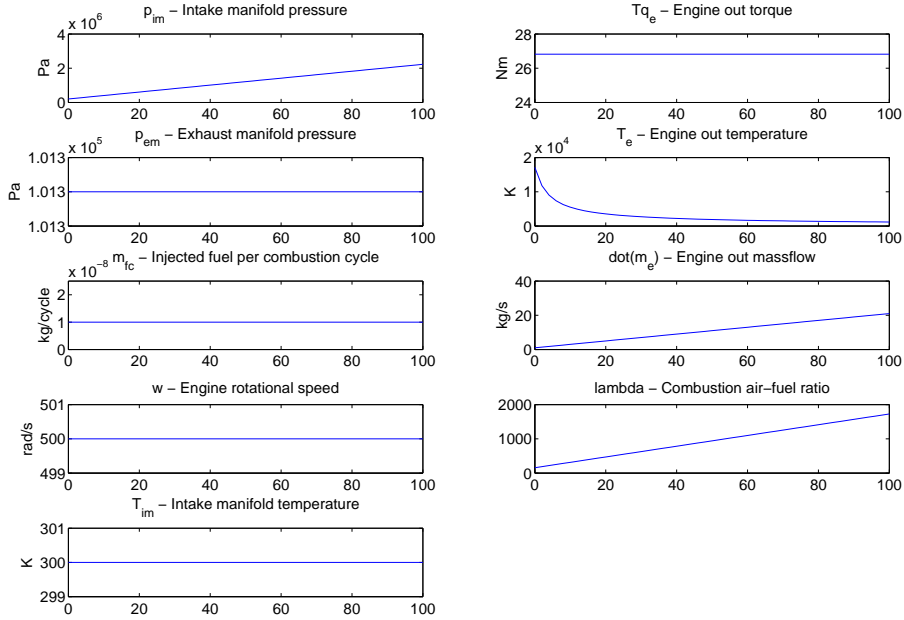 p_im − Intake manifold pressure
x 10^6
Pa
4
2
0
0 20 40 60 80 100
p_em − Exhaust manifold pressure
x 10^5
Pa
1.013
1.013
1.013
0 20 40 60 80 100
m_fc − Injected fuel per combustion cycle
x 10^−8
kg/cycle
2
1
0
0 20 40 60 80 100
w − Engine rotational speed
rad/s
501
500
499
0 20 40 60 80 100
T_im − Intake manifold temperature
K
301
300
299
0 20 40 60 80 100
Tq_e − Engine out torque
Nm
28
26
24
0 20 40 60 80 100
T_e − Engine out temperature
x 10^4
K
2
1
0
0 20 40 60 80 100
dot(m_e) − Engine out massflow
kg/s
40
20
0
0 20 40 60 80 100
lambda − Combustion air−fuel ratio
2000
1000
0
0 20 40 60 80 100